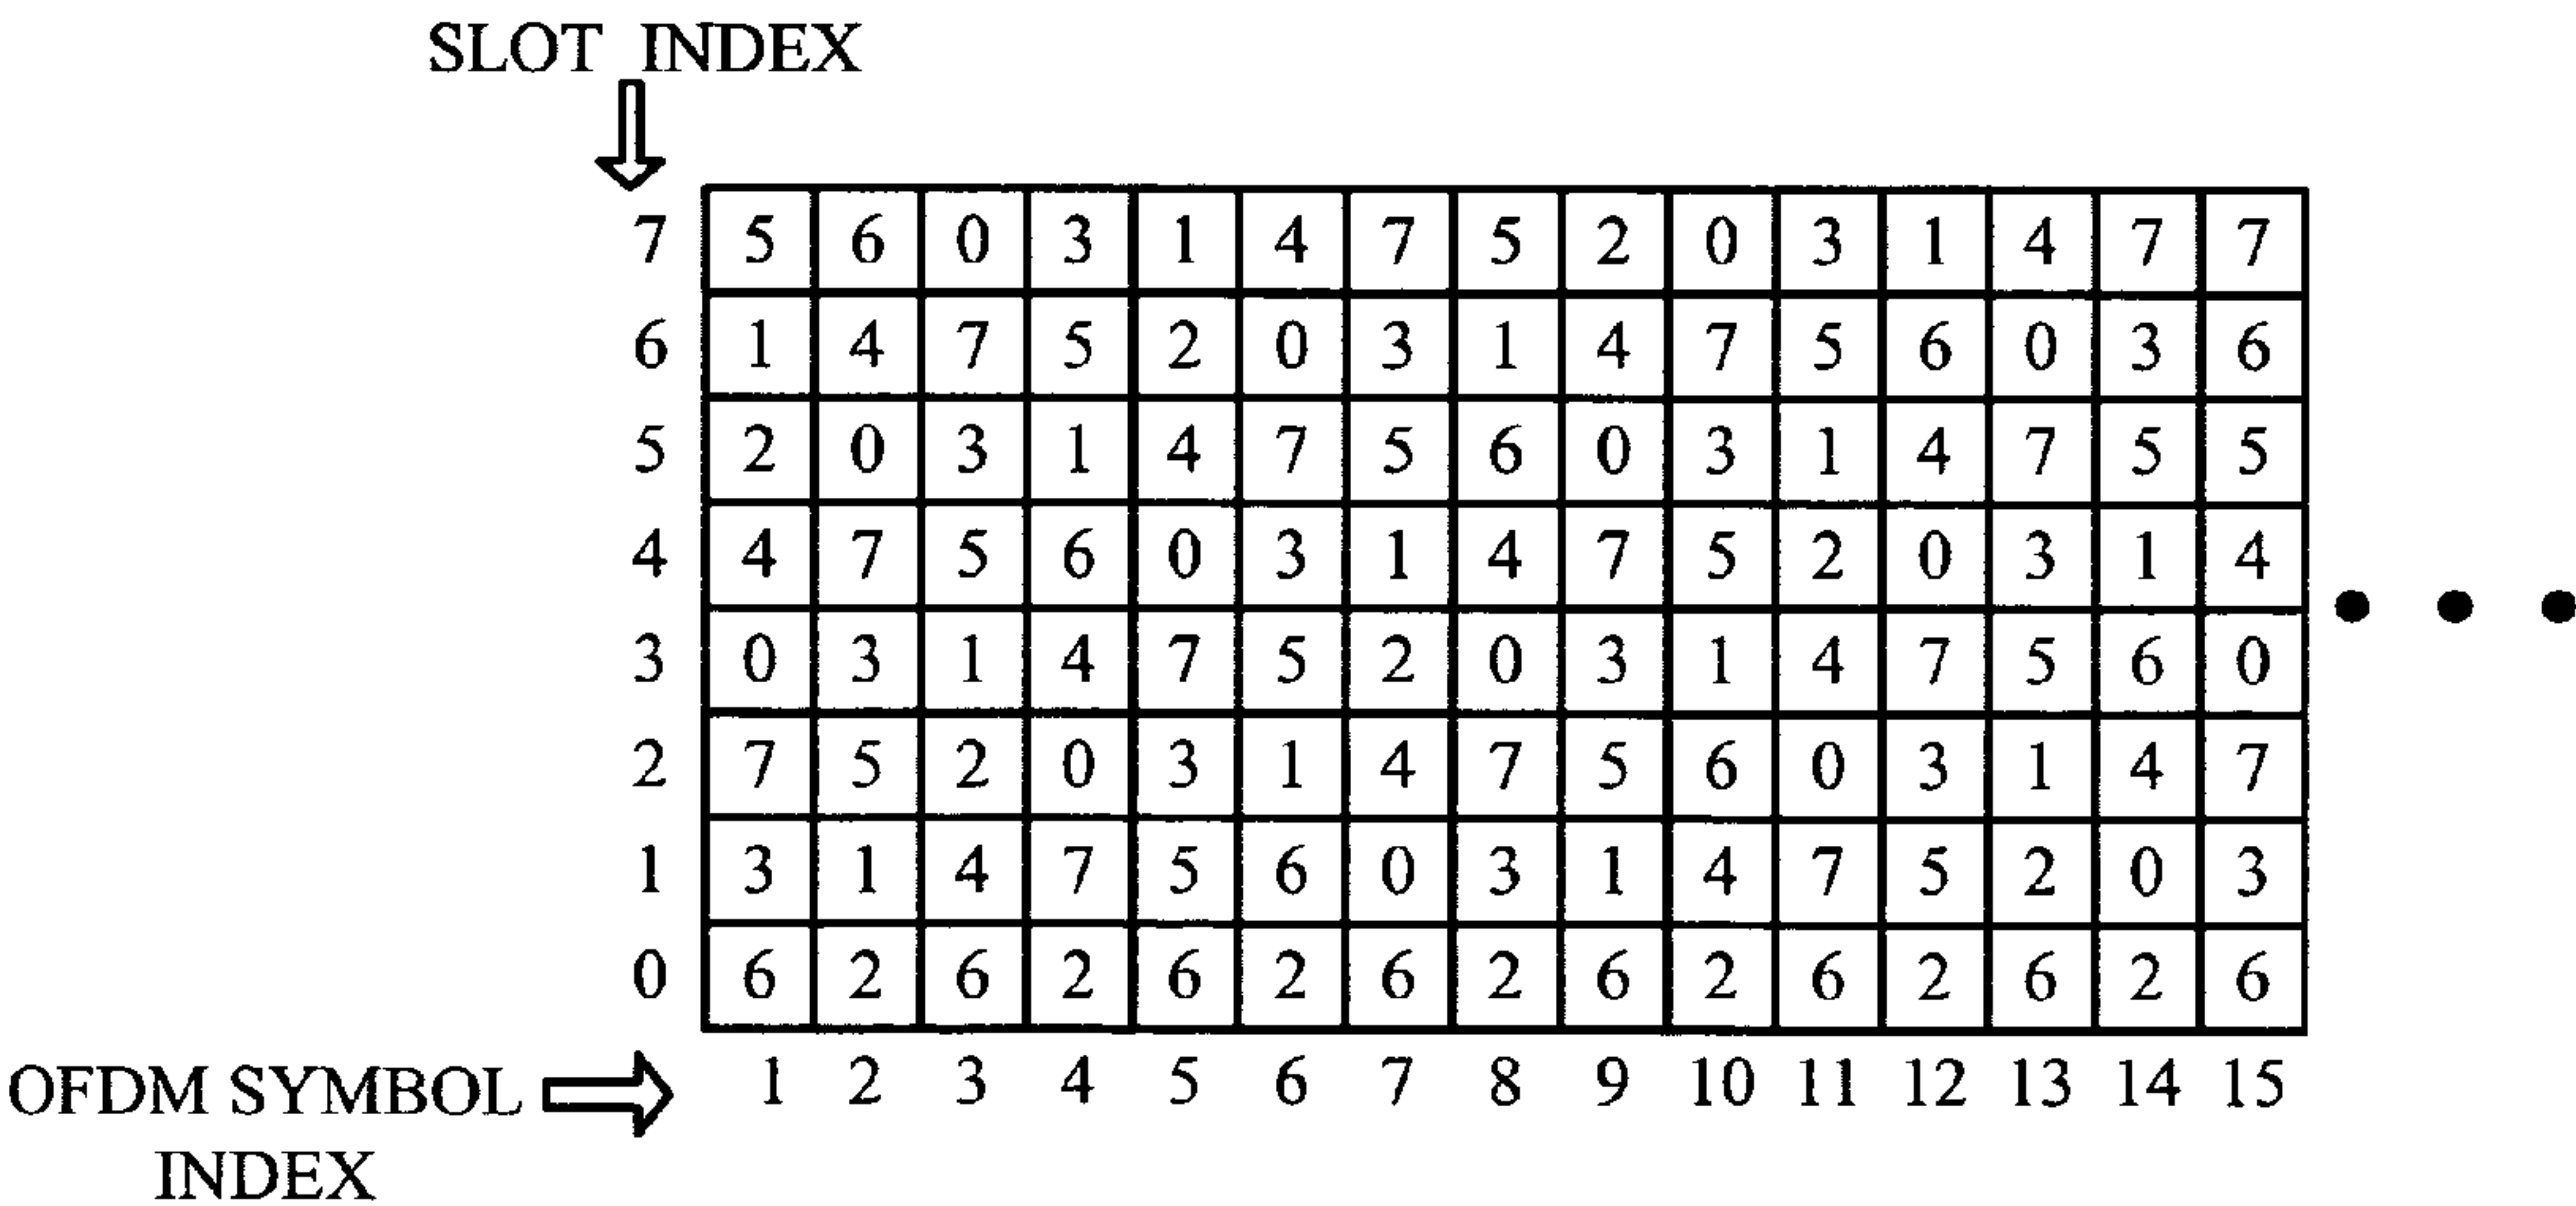 SLOT INDEX
7 5 6 0 3 1 4 7 5 2 0 3 1 4 7 7
6 1 4 7 5 2 0 3 1 4 7 5 6 0 3 6
5 2 0 3 1 4 7 5 6 0 3 1 4 7 5 5
4 4 7 5 6 0 3 1 4 7 5 2 0 3 1 4
3 0 3 1 4 7 5 2 0 3 1 4 7 5 6 0
2 7 5 2 0 3 1 4 7 5 6 0 3 1 4 7
1 3 1 4 7 5 6 0 3 1 4 7 5 2 0 3
0 6 2 6 2 6 2 6 2 6 2 6 2 6 2 6
1 2 3 4 5 6 7 8 9 10 11 12 13 14 15
OFDM SYMBOL
INDEX